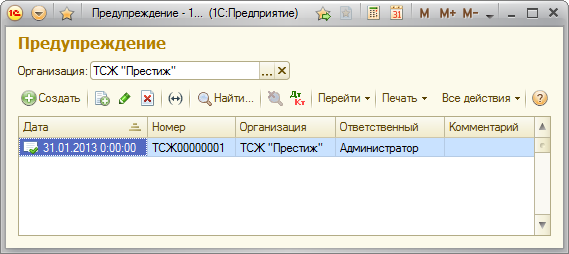 Предупреждение - 1... (1С:Предприятие)
M M+ M-
Предупреждение
Организация: ТСЖ "Престиж" ...
Создать Найти... Дт Кт Перейти Печать Все действия
Дата Номер Организация Ответственный Комментарий
31.01.2013 0:00:00 ТСЖ00000001 ТСЖ "Престиж" Администратор